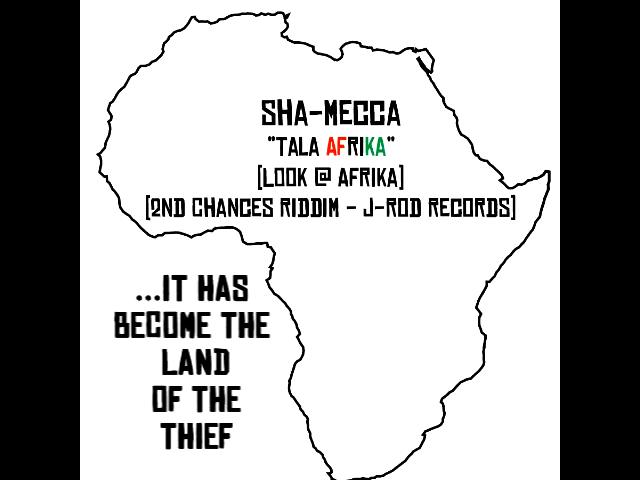 SHA-MECCA
"TALA AFRIKA"
[LOOK @ AFRIKA]
[2ND CHANCES RIDDIM - J-ROD RECORDS]
...IT HAS
BECOME THE
LAND
OF THE
THIEF